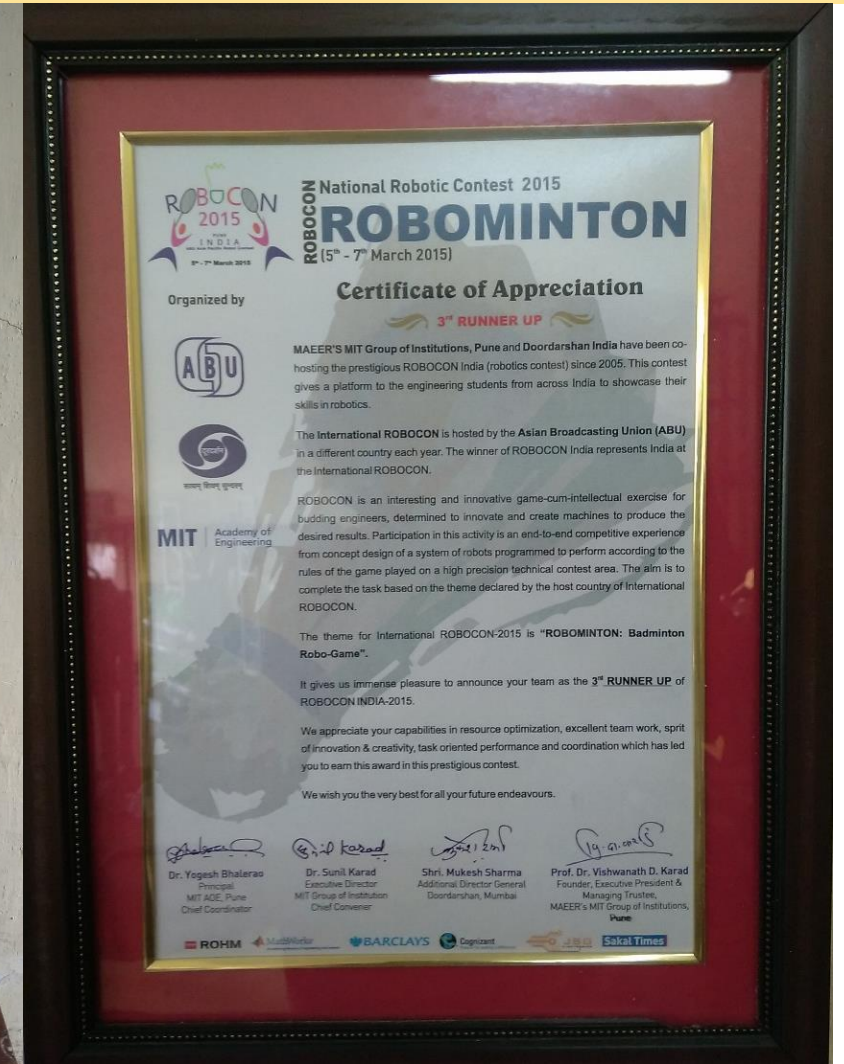 ROBOCON
2015
PUNE
INDIA
5th - 7th March 2015
ROBOCON
National Robotic Contest 2015
ROBOMINTON
(5th - 7th March 2015)
Organized by
Certificate of Appreciation
3rd RUNNER UP
ABU
दूरदर्शन
सत्यम् शिवम् सुन्दरम्
MIT
Academy of
Engineering
MAEER'S MIT Group of Institutions, Pune and Doordarshan India have been co-
hosting the prestigious ROBOCON India (robotics contest) since 2005. This contest
gives a platform to the engineering students from across India to showcase their
skills in robotics.
The International ROBOCON is hosted by the Asian Broadcasting Union (ABU)
in a different country each year. The winner of ROBOCON India represents India at
the International ROBOCON.
ROBOCON is an interesting and innovative game-cum-intellectual exercise for
budding engineers, determined to innovate and create machines to produce the
desired results. Participation in this activity is an end-to-end competitive experience
from concept design of a system of robots programmed to perform according to the
rules of the game played on a high precision technical contest area. The aim is to
complete the task based on the theme declared by the host country of International
ROBOCON.
The theme for International ROBOCON-2015 is “ROBOMINTON: Badminton
Robo-Game”.
It gives us immense pleasure to announce your team as the 3rd RUNNER UP of
ROBOCON INDIA-2015.
We appreciate your capabilities in resource optimization, excellent team work, sprit
of innovation & creativity, task oriented performance and coordination which has led
you to earn this award in this prestigious contest.
We wish you the very best for all your future endeavours.
Sunil Karad
Dr. Yogesh Bhalerao
Principal
MIT AOE, Pune
Chief Coordinator
Dr. Sunil Karad
Executive Director
MIT Group of Institution
Chief Convener
Shri. Mukesh Sharma
Additional Director General
Doordarshan, Mumbai
Prof. Dr. Vishwanath D. Karad
Founder, Executive President &
Managing Trustee,
MAEER's MIT Group of Institutions,
Pune
ROHM
MathWorks
BARCLAYS
Cognizant
Sakal Times